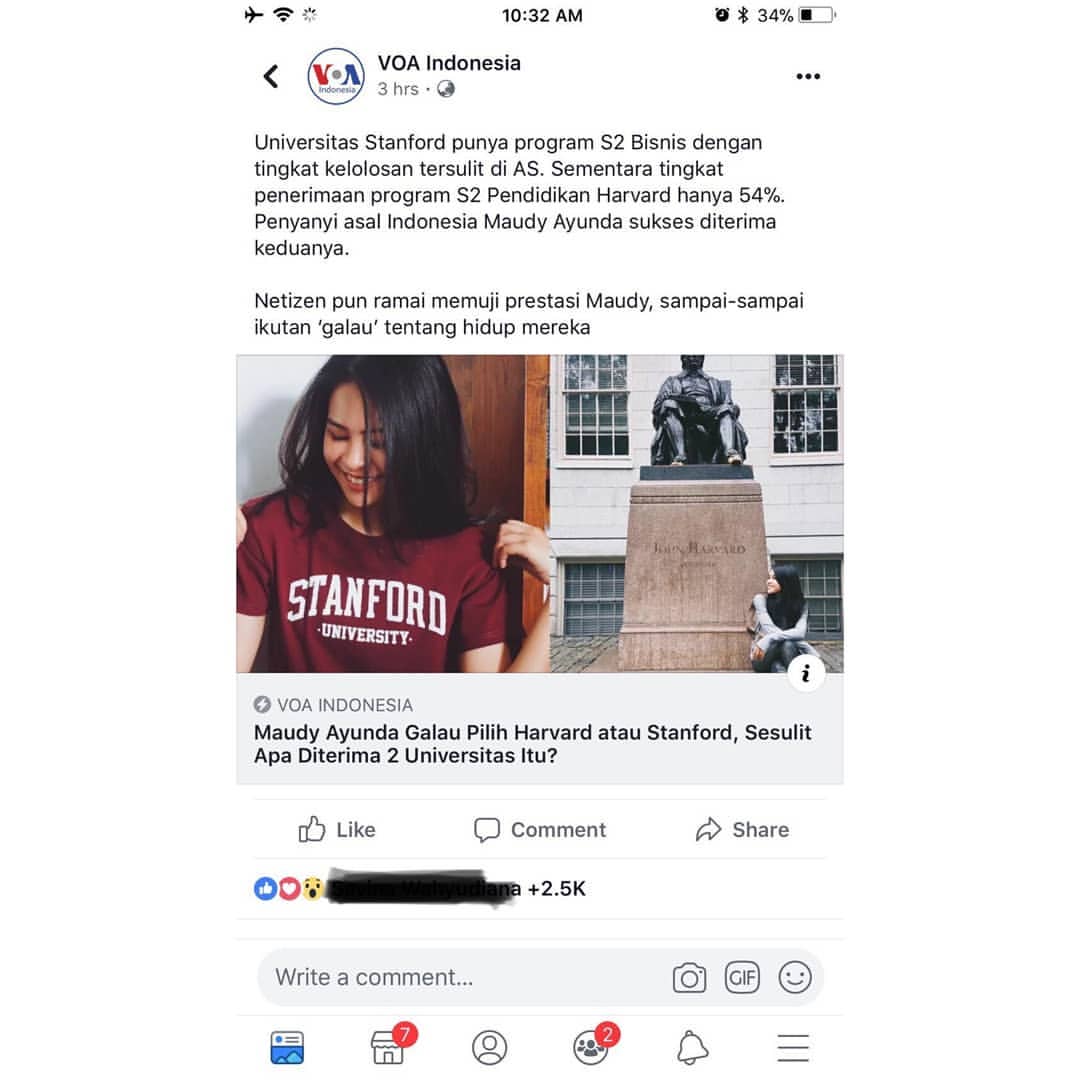 10:32 AM
34%
VOA Indonesia
VOA
Indonesia
3 hrs ·
Universitas Stanford punya program S2 Bisnis dengan
tingkat kelolosan tersulit di AS. Sementara tingkat
penerimaan program S2 Pendidikan Harvard hanya 54%.
Penyanyi asal Indonesia Maudy Ayunda sukses diterima
keduanya.
Netizen pun ramai memuji prestasi Maudy, sampai-sampai
ikutan ‘galau’ tentang hidup mereka
STANFORD
·UNIVERSITY·
JOHN HARVARD
i
VOA INDONESIA
Maudy Ayunda Galau Pilih Harvard atau Stanford, Sesulit
Apa Diterima 2 Universitas Itu?
Like Comment Share
+2.5K
Write a comment...
GIF
7
2